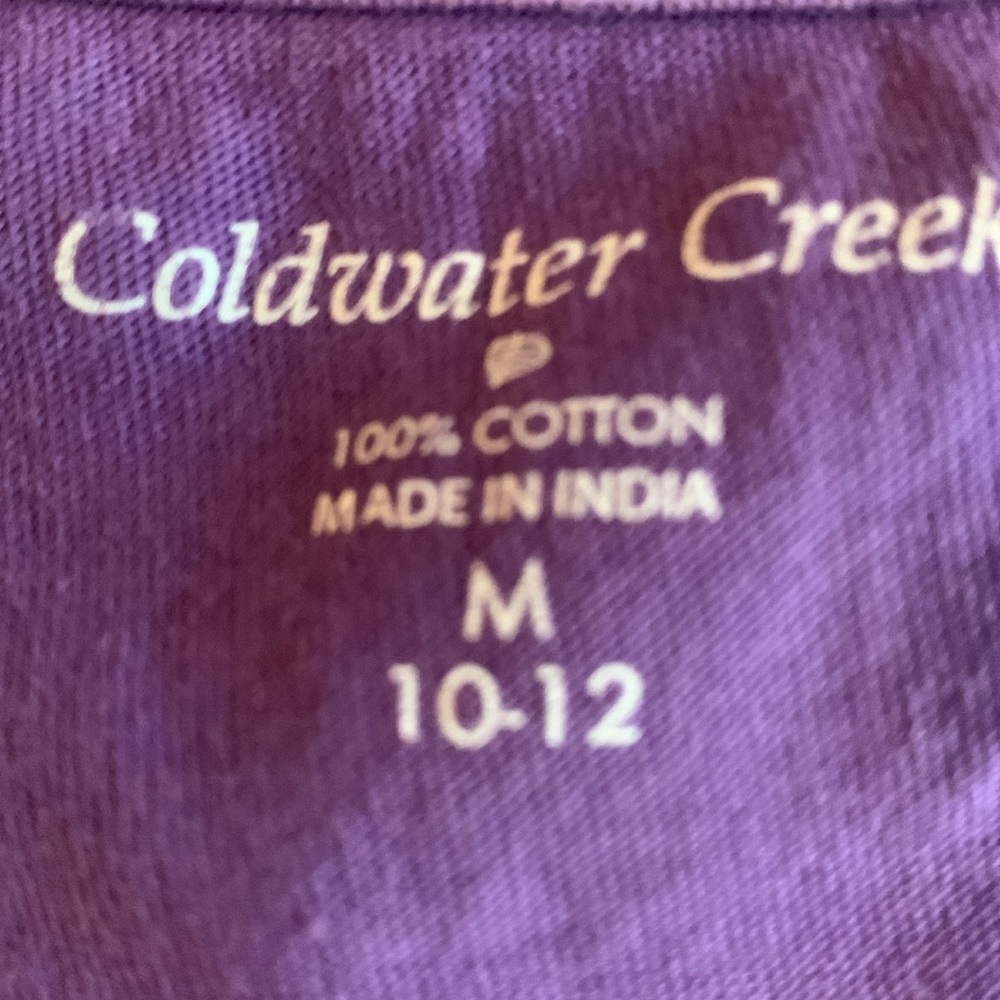 Coldwater Creek
100% COTTON
MADE IN INDIA
M
10-12